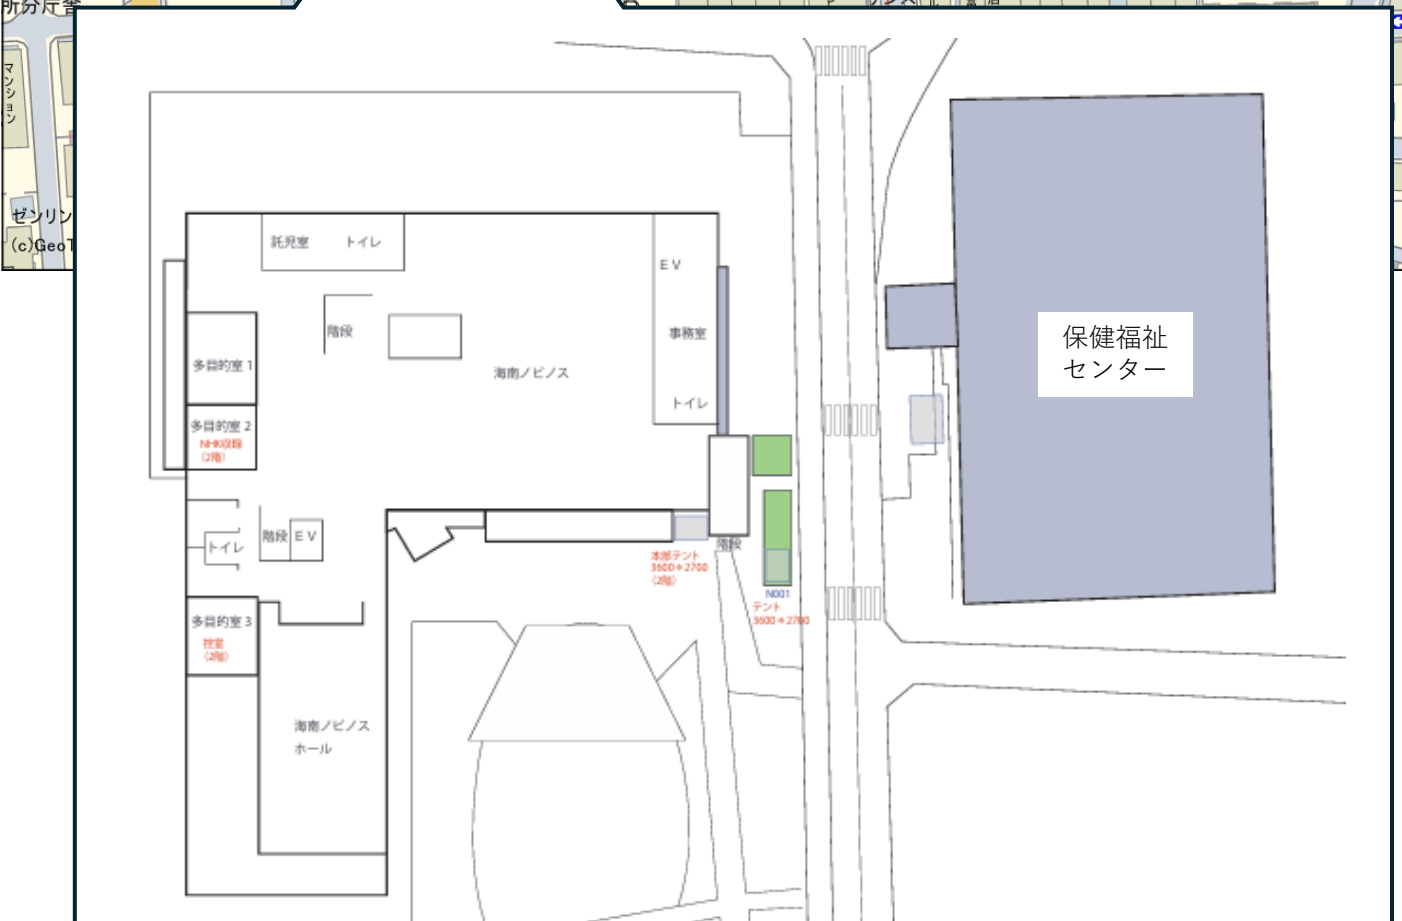 所分庁舎
マンション
ゼンリン
(c)GeoT
託児室 トイレ
EV
階段
事務室
多目的室1
海南ノビノス
トイレ
多目的室2
NHK収録
(2階)
階段 EV
トイレ
階段
本部テント
3600*2700
(2階)
N001
テント
3600*2700
多目的室3
控室
(2階)
海南ノビノス
ホール
保健福祉
センター